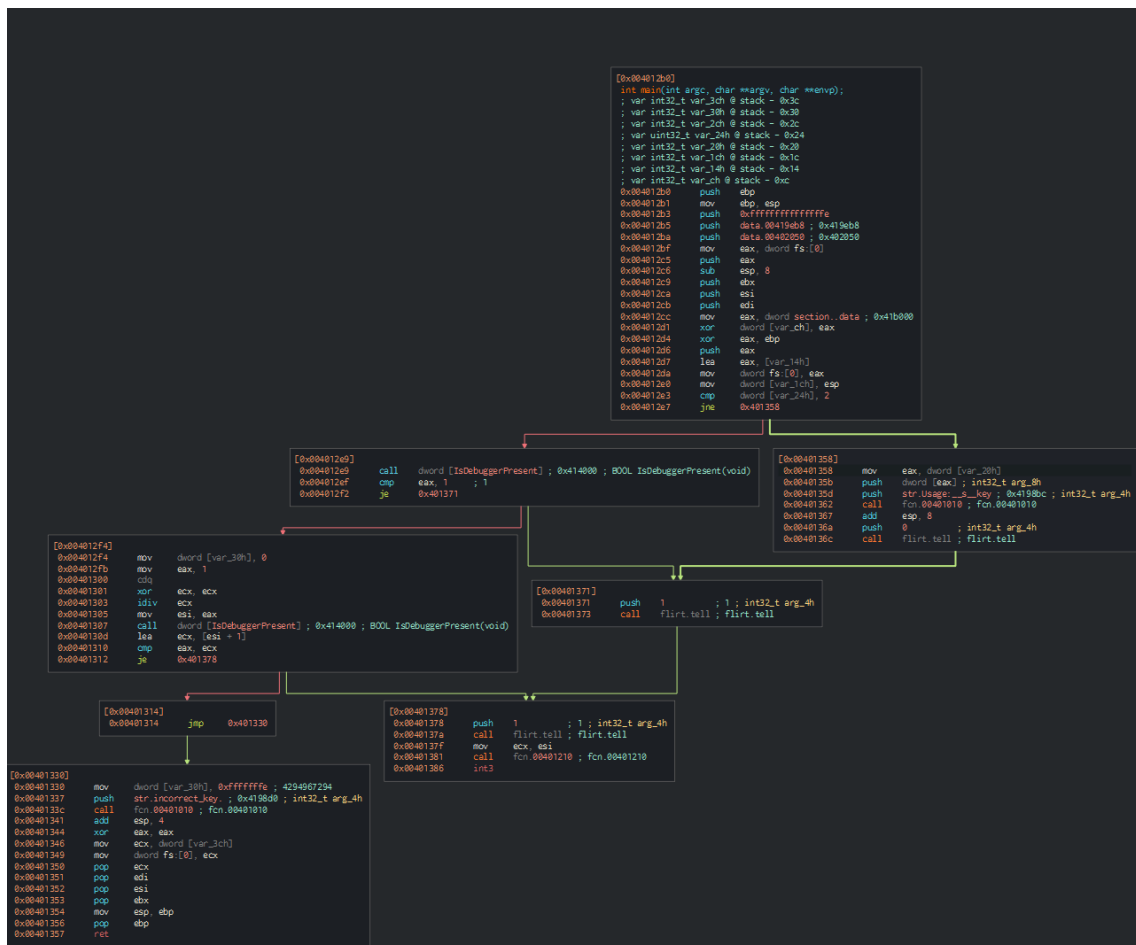 [0x004012b0]
int main(int argc, char **argv, char **envp);
; var int32_t var_3ch @ stack - 0x3c
; var int32_t var_30h @ stack - 0x30
; var int32_t var_2ch @ stack - 0x2c
; var uint32_t var_24h @ stack - 0x24
; var int32_t var_20h @ stack - 0x20
; var int32_t var_1ch @ stack - 0x1c
; var int32_t var_14h @ stack - 0x14
; var int32_t var_ch @ stack - 0xc
0x004012b0 push ebp
0x004012b1 mov ebp, esp
0x004012b3 push 0xfffffffffffffffe
0x004012b5 push data.00419eb8 ; 0x419eb8
0x004012ba push data.00402050 ; 0x402050
0x004012bf mov eax, dword fs:[0]
0x004012c5 push eax
0x004012c6 sub esp, 8
0x004012c9 push ebx
0x004012ca push esi
0x004012cb push edi
0x004012cc mov eax, dword section..data ; 0x41b000
0x004012d1 xor dword [var_ch], eax
0x004012d4 xor eax, ebp
0x004012d6 push eax
0x004012d7 lea eax, [var_14h]
0x004012da mov dword fs:[0], eax
0x004012e0 mov dword [var_1ch], esp
0x004012e3 cmp dword [var_24h], 2
0x004012e7 jne 0x401358
[0x004012e9]
0x004012e9 call dword [IsDebuggerPresent] ; 0x414000 ; BOOL IsDebuggerPresent(void)
0x004012ef cmp eax, 1 ; 1
0x004012f2 je 0x401371
[0x00401358]
0x00401358 mov eax, dword [var_20h]
0x0040135b push dword [eax] ; int32_t arg_8h
0x0040135d push str.Usage:__s__key ; 0x4198bc ; int32_t arg_4h
0x00401362 call fcn.00401010 ; fcn.00401010
0x00401367 add esp, 8
0x0040136a push 0 ; int32_t arg_4h
0x0040136c call flirt.tell ; flirt.tell
[0x004012f4]
0x004012f4 mov dword [var_30h], 0
0x004012fb mov eax, 1
0x00401300 cdq
0x00401301 xor ecx, ecx
0x00401303 idiv ecx
0x00401305 mov esi, eax
0x00401307 call dword [IsDebuggerPresent] ; 0x414000 ; BOOL IsDebuggerPresent(void)
0x0040130d lea ecx, [esi + 1]
0x00401310 cmp eax, ecx
0x00401312 je 0x401378
[0x00401371]
0x00401371 push 1 ; 1 ; int32_t arg_4h
0x00401373 call flirt.tell ; flirt.tell
[0x00401314]
0x00401314 jmp 0x401330
[0x00401378]
0x00401378 push 1 ; 1 ; int32_t arg_4h
0x0040137a call flirt.tell ; flirt.tell
0x0040137f mov ecx, esi
0x00401381 call fcn.00401210 ; fcn.00401210
0x00401386 int3
[0x00401330]
0x00401330 mov dword [var_30h], 0xfffffffe ; 4294967294
0x00401337 push str.incorrect_key. ; 0x4198d0 ; int32_t arg_4h
0x0040133c call fcn.00401010 ; fcn.00401010
0x00401341 add esp, 4
0x00401344 xor eax, eax
0x00401346 mov ecx, dword [var_3ch]
0x00401349 mov dword fs:[0], ecx
0x00401350 pop ecx
0x00401351 pop edi
0x00401352 pop esi
0x00401353 pop ebx
0x00401354 mov esp, ebp
0x00401356 pop ebp
0x00401357 ret